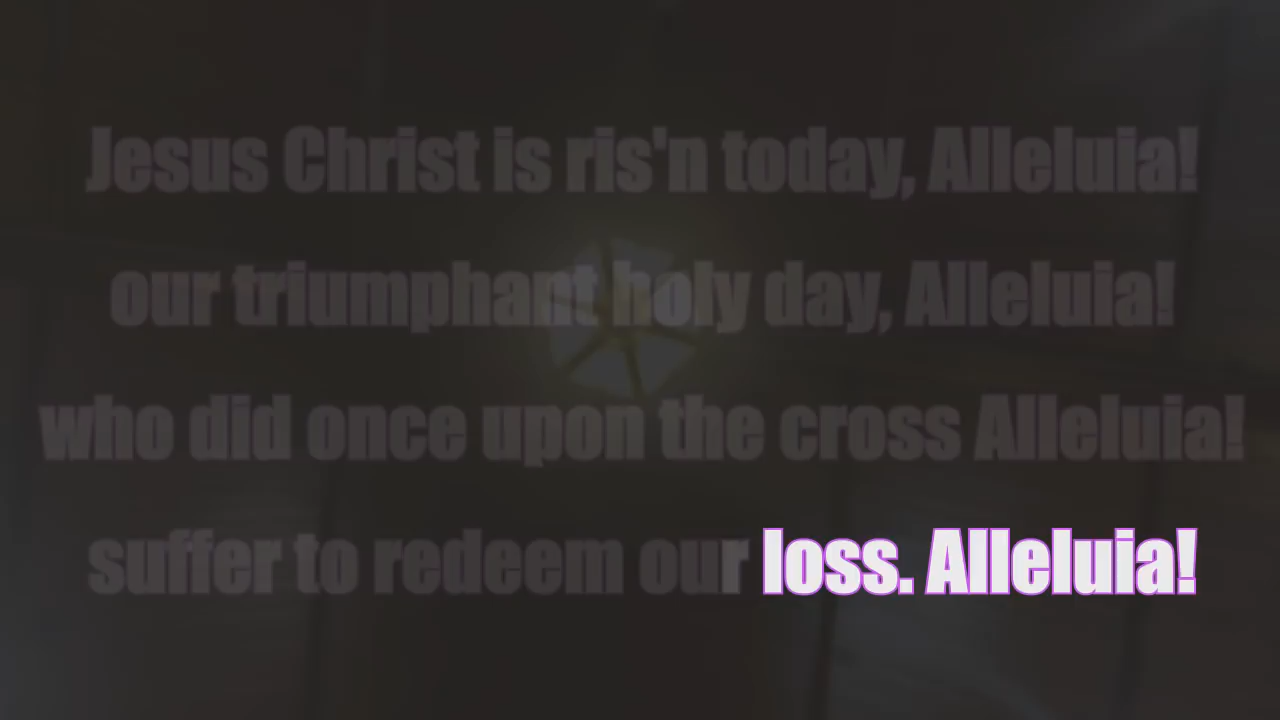 Jesus Christ is ris'n today, Alleluia!
our triumphant holy day, Alleluia!
who did once upon the cross Alleluia!
suffer to redeem our loss. Alleluia!